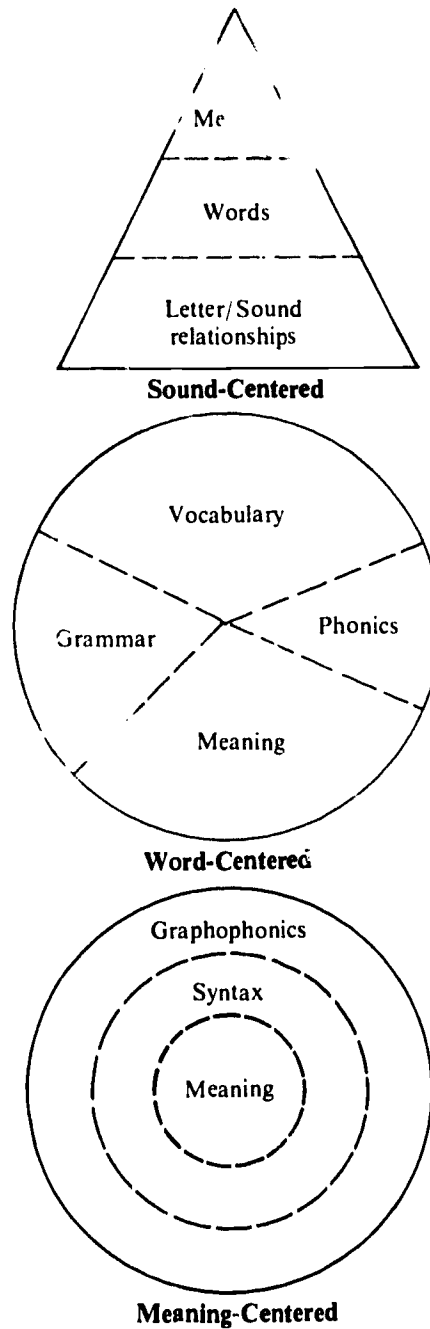 Me
Words
Letter/Sound
relationships
Sound-Centered
Vocabulary
Grammar
Phonics
Meaning
Word-Centered
Graphophonics
Syntax
Meaning
Meaning-Centered